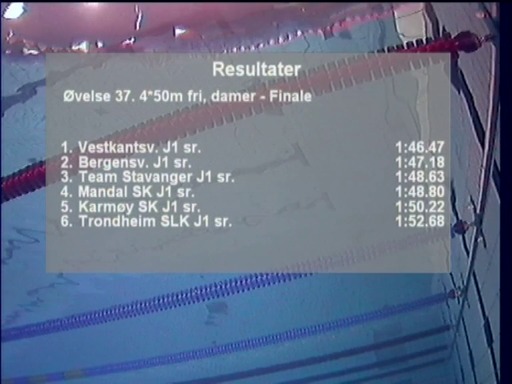 Resultater
Øvelse 37. 4*50m fri, damer - Finale
1. Vestkantsv. J1 sr. 1:46.47
2. Bergensv. J1 sr. 1:47.18
3. Team Stavanger J1 sr. 1:48.63
4. Mandal SK J1 sr. 1:48.80
5. Karmøy SK J1 sr. 1:50.22
6. Trondheim SLK J1 sr. 1:52.68